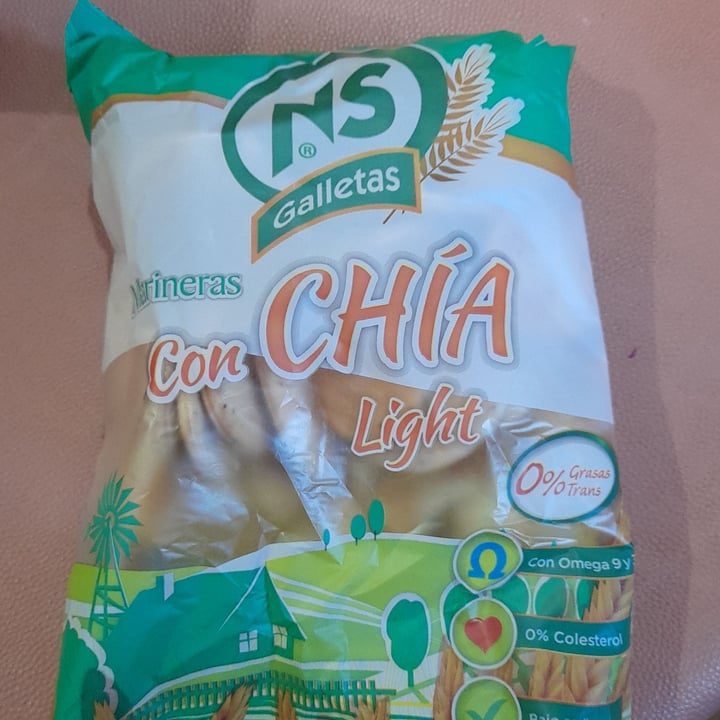 NS
®
Galletas
Marineras
Con CHÍA
Light
0% Grasas
Trans
Con Omega 9 y
0% Colesterol